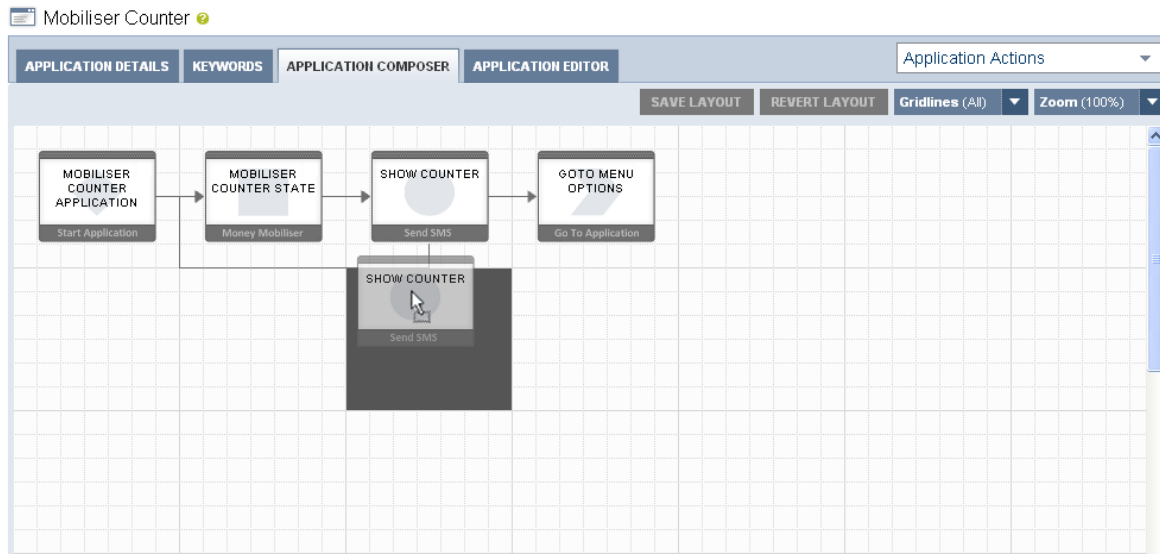 Mobiliser Counter
APPLICATION DETAILS KEYWORDS APPLICATION COMPOSER APPLICATION EDITOR
Application Actions
SAVE LAYOUT REVERT LAYOUT Gridlines (All) Zoom (100%)
MOBILISER
COUNTER
APPLICATION
Start Application
MOBILISER
COUNTER STATE
Money Mobiliser
SHOW COUNTER
Send SMS
GOTO MENU
OPTIONS
Go To Application
SHOW COUNTER
Send SMS